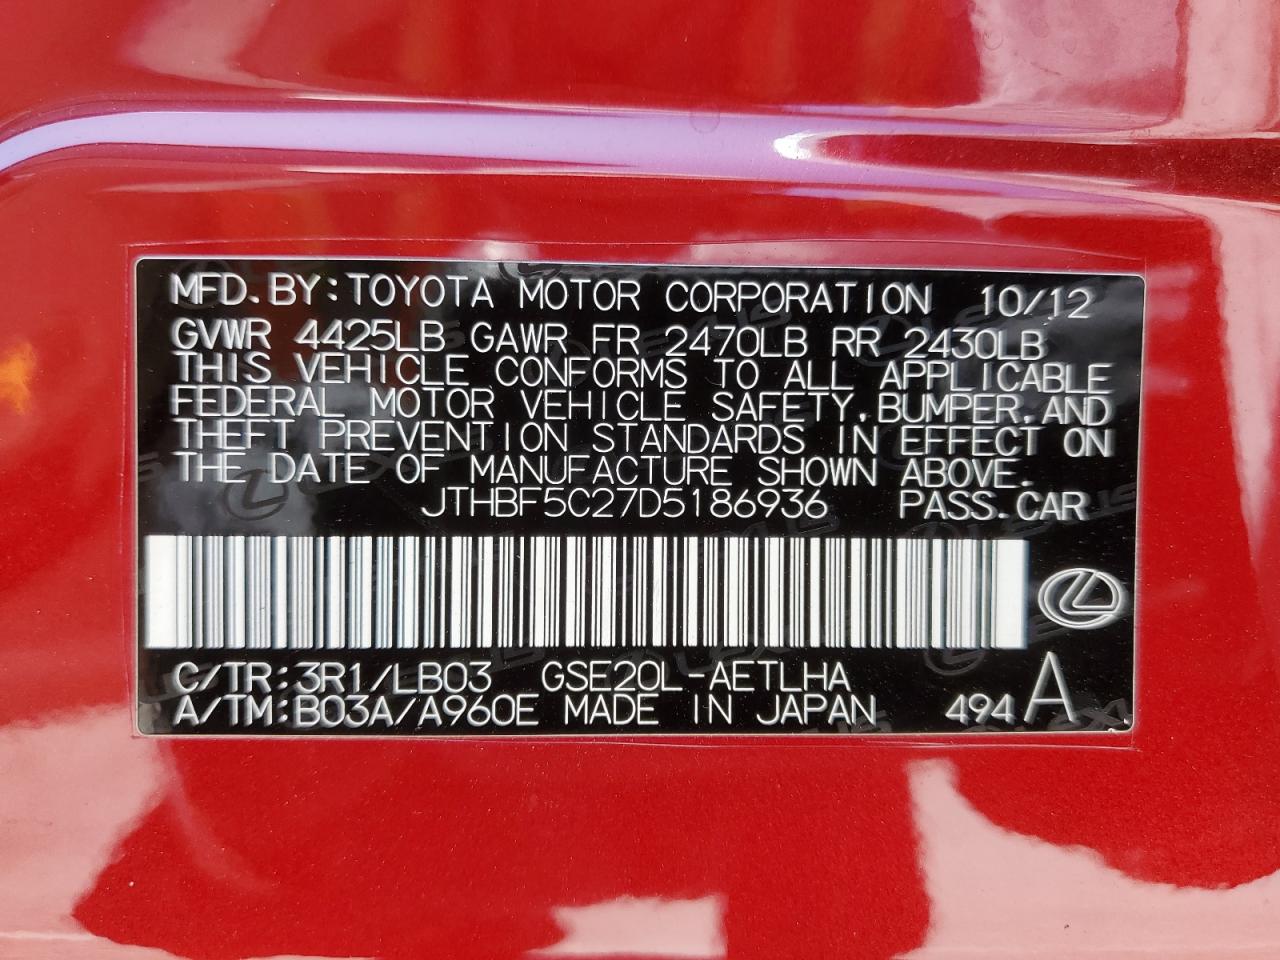 MFD.BY:TOYOTA MOTOR CORPORATION 10/12
GVWR 4425LB GAWR FR 2470LB RR 2430LB
THIS VEHICLE CONFORMS TO ALL APPLICABLE
FEDERAL MOTOR VEHICLE SAFETY,BUMPER,AND
THEFT PREVENTION STANDARDS IN EFFECT ON
THE DATE OF MANUFACTURE SHOWN ABOVE.
JTHBF5C27D5186936 PASS.CAR
C/TR:3R1/LB03 GSE20L-AETLHA
A/TM:B03A/A960E MADE IN JAPAN 494 A